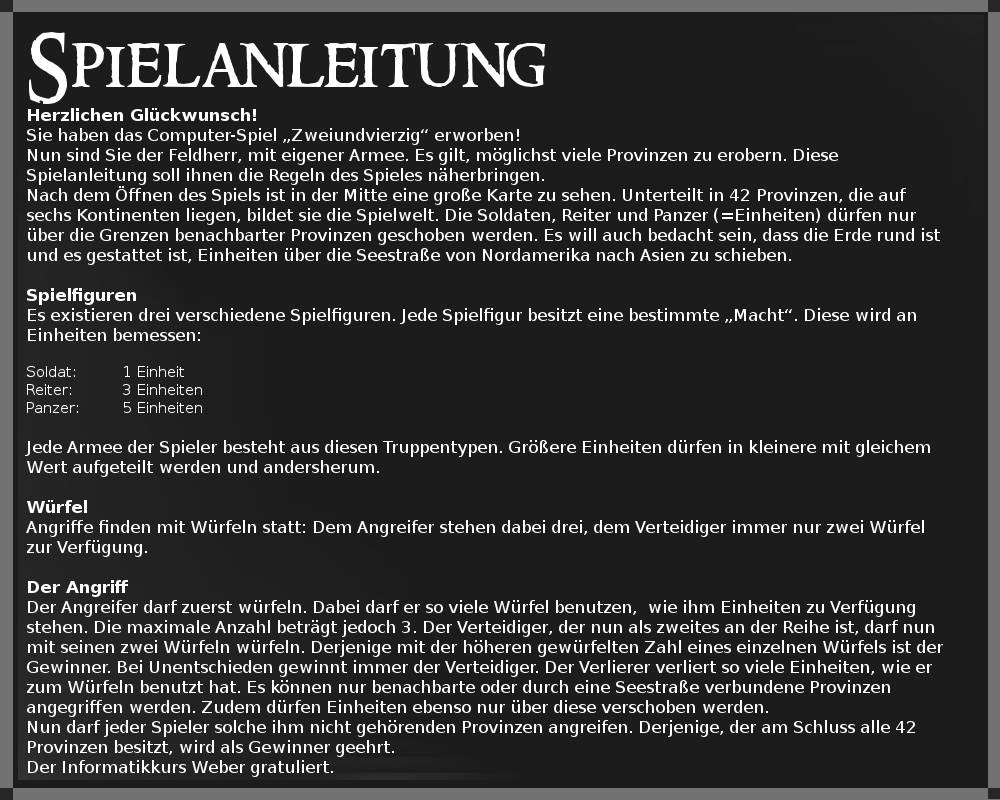 SPIELANLEITUNG
Herzlichen Glückwunsch!
Sie haben das Computer-Spiel „Zweiundvierzig“ erworben!
Nun sind Sie der Feldherr, mit eigener Armee. Es gilt, möglichst viele Provinzen zu erobern. Diese
Spielanleitung soll ihnen die Regeln des Spieles näherbringen.
Nach dem Öffnen des Spiels ist in der Mitte eine große Karte zu sehen. Unterteilt in 42 Provinzen, die auf
sechs Kontinenten liegen, bildet sie die Spielwelt. Die Soldaten, Reiter und Panzer (=Einheiten) dürfen nur
über die Grenzen benachbarter Provinzen geschoben werden. Es will auch bedacht sein, dass die Erde rund ist
und es gestattet ist, Einheiten über die Seestraße von Nordamerika nach Asien zu schieben.
Spielfiguren
Es existieren drei verschiedene Spielfiguren. Jede Spielfigur besitzt eine bestimmte „Macht“. Diese wird an
Einheiten bemessen:
Soldat: 1 Einheit
Reiter: 3 Einheiten
Panzer: 5 Einheiten
Jede Armee der Spieler besteht aus diesen Truppentypen. Größere Einheiten dürfen in kleinere mit gleichem
Wert aufgeteilt werden und andersherum.
Würfel
Angriffe finden mit Würfeln statt: Dem Angreifer stehen dabei drei, dem Verteidiger immer nur zwei Würfel
zur Verfügung.
Der Angriff
Der Angreifer darf zuerst würfeln. Dabei darf er so viele Würfel benutzen,  wie ihm Einheiten zu Verfügung
stehen. Die maximale Anzahl beträgt jedoch 3. Der Verteidiger, der nun als zweites an der Reihe ist, darf nun
mit seinen zwei Würfeln würfeln. Derjenige mit der höheren gewürfelten Zahl eines einzelnen Würfels ist der
Gewinner. Bei Unentschieden gewinnt immer der Verteidiger. Der Verlierer verliert so viele Einheiten, wie er
zum Würfeln benutzt hat. Es können nur benachbarte oder durch eine Seestraße verbundene Provinzen
angegriffen werden. Zudem dürfen Einheiten ebenso nur über diese verschoben werden.
Nun darf jeder Spieler solche ihm nicht gehörenden Provinzen angreifen. Derjenige, der am Schluss alle 42
Provinzen besitzt, wird als Gewinner geehrt.
Der Informatikkurs Weber gratuliert.